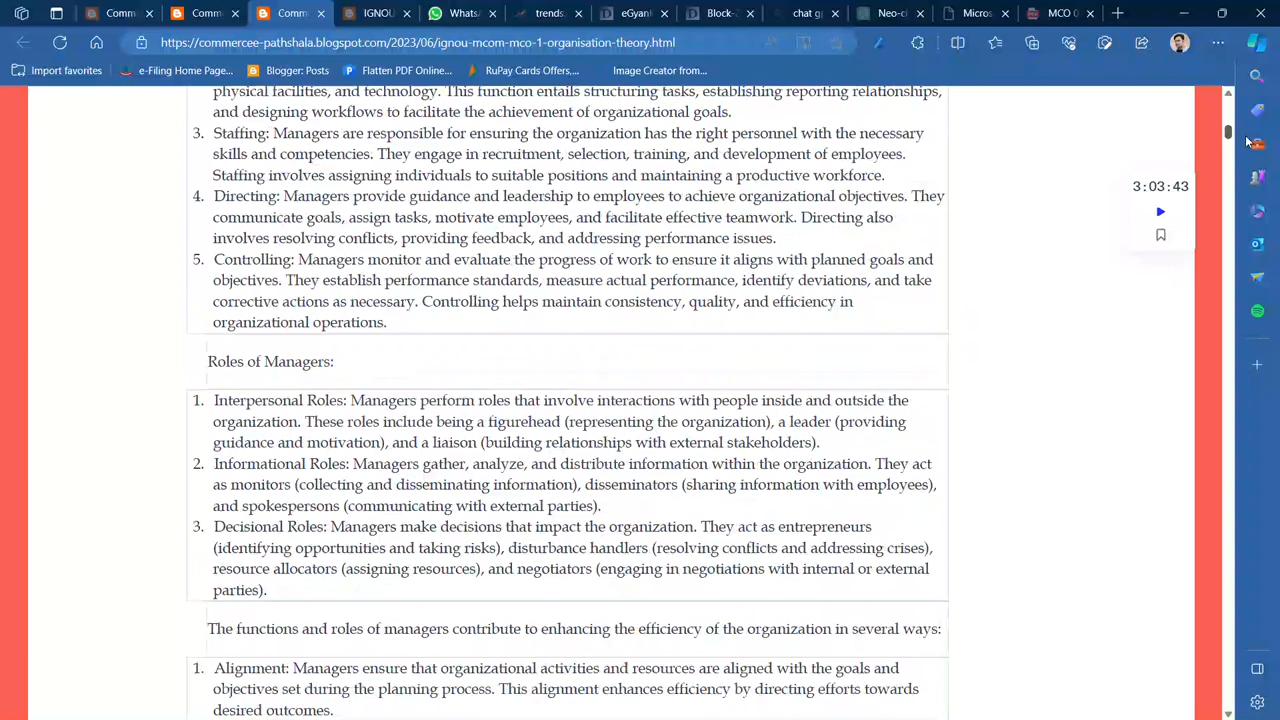 Comm
Comm
Comm
IGNOU
WhatsA
trends.
eGyank
Block-
chat g
Neo-cl
Micros
MCO 0
https://commercee-pathshala.blogspot.com/2023/06/ignou-mcom-mco-1-organisation-theory.html
Import favorites
e-Filing Home Page...
Blogger: Posts
Flatten PDF Online...
RuPay Cards Offers,...
Image Creator from...
physical facilities, and technology. This function entails structuring tasks, establishing reporting relationships,
and designing workflows to facilitate the achievement of organizational goals.
3. Staffing: Managers are responsible for ensuring the organization has the right personnel with the necessary
skills and competencies. They engage in recruitment, selection, training, and development of employees.
Staffing involves assigning individuals to suitable positions and maintaining a productive workforce.
4. Directing: Managers provide guidance and leadership to employees to achieve organizational objectives. They
communicate goals, assign tasks, motivate employees, and facilitate effective teamwork. Directing also
involves resolving conflicts, providing feedback, and addressing performance issues.
5. Controlling: Managers monitor and evaluate the progress of work to ensure it aligns with planned goals and
objectives. They establish performance standards, measure actual performance, identify deviations, and take
corrective actions as necessary. Controlling helps maintain consistency, quality, and efficiency in
organizational operations.
3:03:43
Roles of Managers:
1. Interpersonal Roles: Managers perform roles that involve interactions with people inside and outside the
organization. These roles include being a figurehead (representing the organization), a leader (providing
guidance and motivation), and a liaison (building relationships with external stakeholders).
2. Informational Roles: Managers gather, analyze, and distribute information within the organization. They act
as monitors (collecting and disseminating information), disseminators (sharing information with employees),
and spokespersons (communicating with external parties).
3. Decisional Roles: Managers make decisions that impact the organization. They act as entrepreneurs
(identifying opportunities and taking risks), disturbance handlers (resolving conflicts and addressing crises),
resource allocators (assigning resources), and negotiators (engaging in negotiations with internal or external
parties).
The functions and roles of managers contribute to enhancing the efficiency of the organization in several ways:
1. Alignment: Managers ensure that organizational activities and resources are aligned with the goals and
objectives set during the planning process. This alignment enhances efficiency by directing efforts towards
desired outcomes.